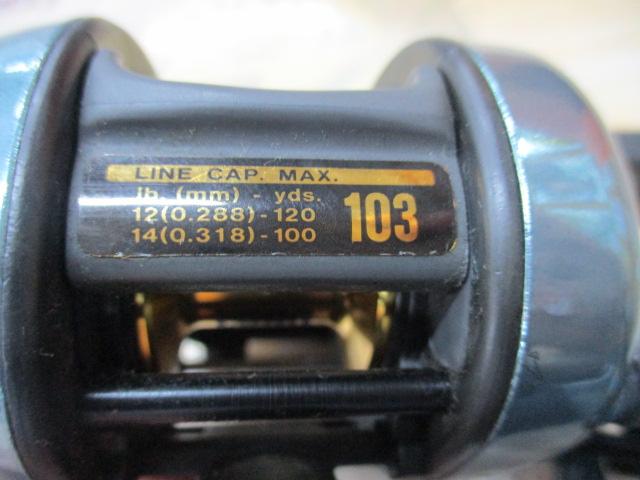 LINE CAP. MAX.
lb. (mm) - yds.
12(0.288)-120
14(0.318)-100
103